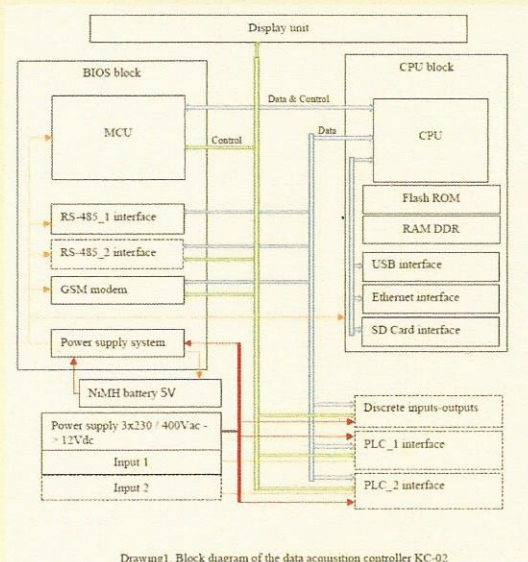 Display unit
BIOS block
CPU block
MCU
Data & Control
Data
Control
CPU
Flash ROM
RAM DDR
RS-485_1 interface
RS-485_2 interface
GSM modem
USB interface
Ethernet interface
SD Card interface
Power supply system
NiMH battery 5V
Power supply 3x230 / 400Vac -
> 12Vdc
Input 1
Input 2
Discrete inputs-outputs
PLC_1 interface
PLC_2 interface
Drawing1. Block diagram of the data acquisition controller KC-02